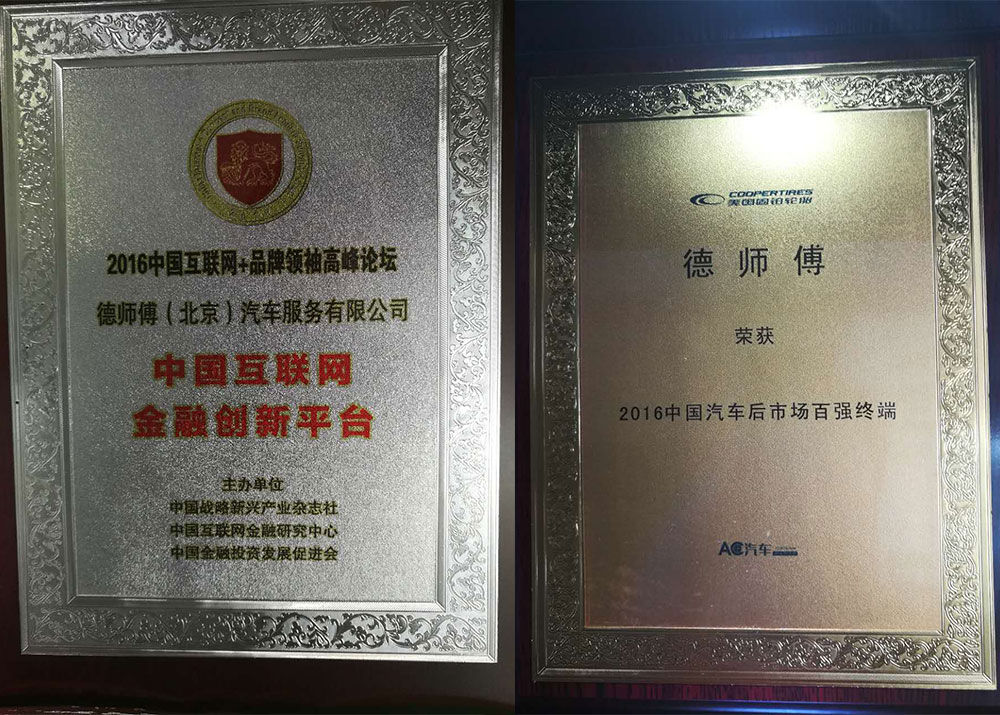 2016中国互联网+品牌领袖高峰论坛
德师傅（北京）汽车服务有限公司
中国互联网
金融创新平台
主办单位
中国战略新兴产业杂志社
中国互联网金融研究中心
中国金融投资发展促进会
COOPERTIRES
美国固铂轮胎
德师傅
荣获
2016中国汽车后市场百强终端
AC汽车